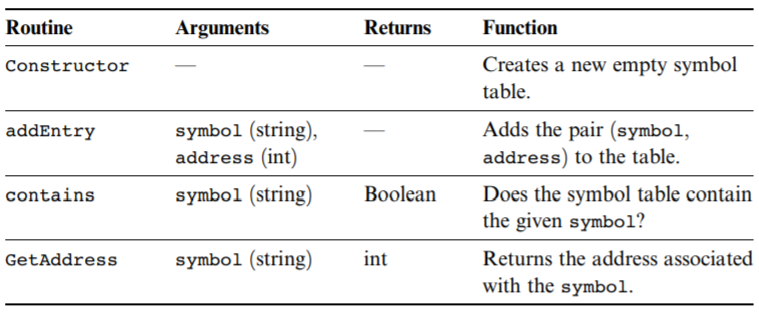 Routine Arguments Returns Function
Constructor — — Creates a new empty symbol
table.
addEntry symbol (string), — Adds the pair (symbol,
address (int) address) to the table.
contains symbol (string) Boolean Does the symbol table contain
the given symbol?
GetAddress symbol (string) int Returns the address associated
with the symbol.